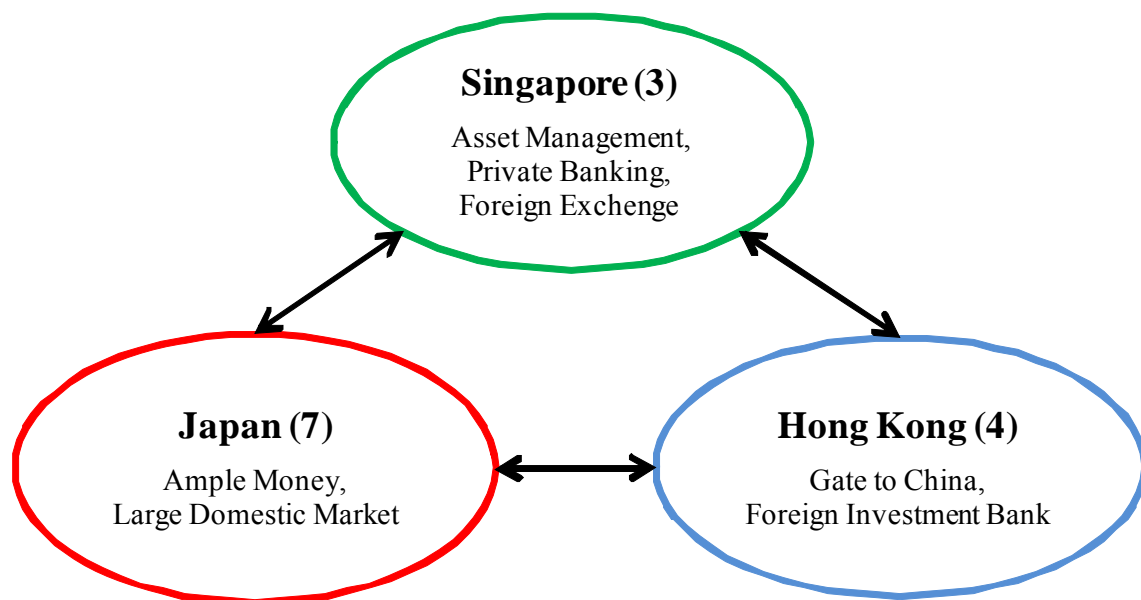 Singapore (3)
Asset Management,
Private Banking,
Foreign Exchenge
Japan (7)
Ample Money,
Large Domestic Market
Hong Kong (4)
Gate to China,
Foreign Investment Bank